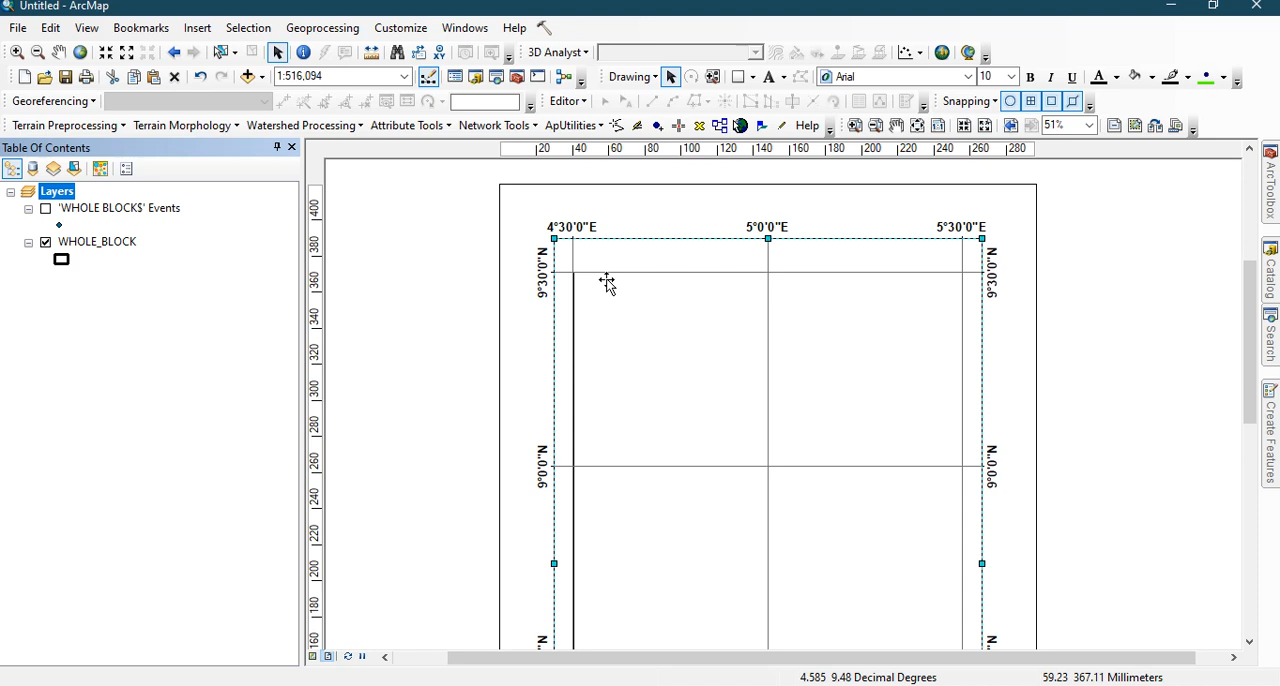 Untitled - ArcMap
File Edit View Bookmarks Insert Selection Geoprocessing Customize Windows Help
3D Analyst
1:516,094 Drawing Arial 10 B I U A
Georeferencing Editor Snapping
Terrain Preprocessing Terrain Morphology Watershed Processing Attribute Tools Network Tools ApUtilities Help 51%
Table Of Contents
Layers
'WHOLE BLOCK$' Events
WHOLE_BLOCK
20 40 60 80 100 120 140 160 180 200 220 240 260 280
400
380
360
340
320
300
280
260
240
220
200
180
160
4°30'0"E 5°0'0"E 5°30'0"E
9°30'0"N 9°30'0"N
9°0'0"N 9°0'0"N
"N "N
ArcToolbox
Catalog
Search
Create Features
4.585 9.48 Decimal Degrees 59.23 367.11 Millimeters